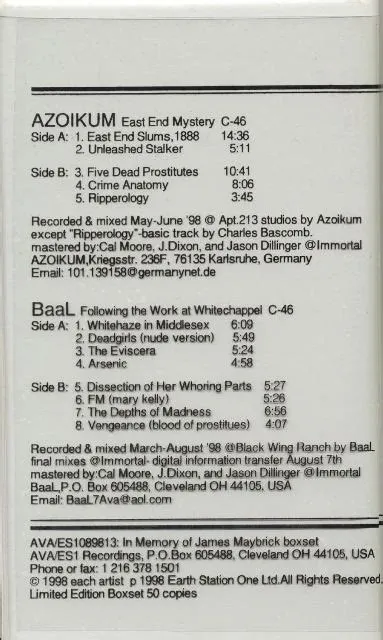 AZOIKUM East End Mystery C-46
Side A: 1. East End Slums,1888 14:36
2. Unleashed Stalker 5:11
Side B: 3. Five Dead Prostitutes 10:41
4. Crime Anatomy 8:06
5. Ripperology 3:45
Recorded & mixed May-June '98 @ Apt.213 studios by Azoikum
except "Ripperology"-basic track by Charles Bascomb.
mastered by:Cal Moore, J.Dixon, and Jason Dillinger @Immortal
AZOIKUM,Kriegsstr. 236F, 76135 Karlsruhe, Germany
Email: 101.139158@germanynet.de
BaaL Following the Work at Whitechappel C-46
Side A: 1. Whitehaze in Middlesex 6:09
2. Deadgirls (nude version) 5:49
3. The Eviscera 5:24
4. Arsenic 4:58
Side B: 5. Dissection of Her Whoring Parts 5:27
6. FM (mary kelly) 5:26
7. The Depths of Madness 6:56
8. Vengeance (blood of prostitues) 4:07
Recorded & mixed March-August '98 @Black Wing Ranch by BaaL
final mixes @Immortal- digital information transfer August 7th
mastered by:Cal Moore, J.Dixon, and Jason Dillinger @Immortal
BaaL,P.O. Box 605488, Cleveland OH 44105, USA
Email: BaaL7Ava@aol.com
AVA/ES1089813: In Memory of James Maybrick boxset
AVA/ES1 Recordings, P.O.Box 605488, Cleveland OH 44105, USA
Phone or fax: 1 216 378 1501
© 1998 each artist p 1998 Earth Station One Ltd.All Rights Reserved.
Limited Edition Boxset 50 copies